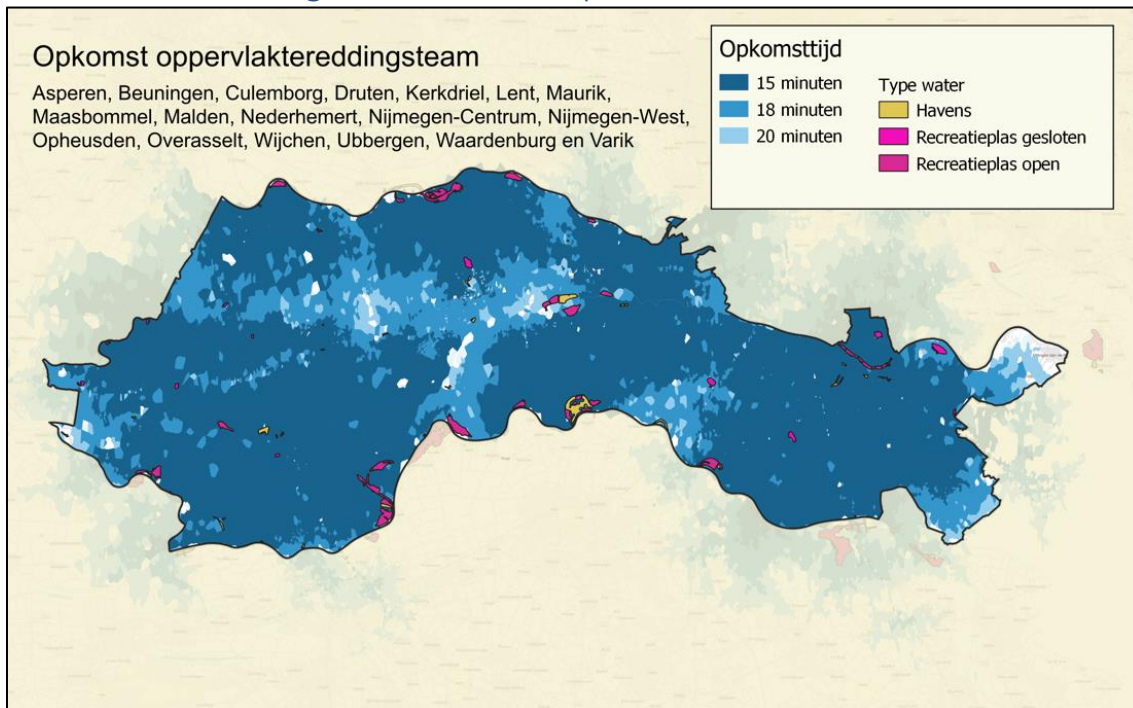 Opkomst oppervlaktereddingsteam
Asperen, Beuningen, Culemborg, Druten, Kerkdriel, Lent, Maurik,
Maasbommel, Malden, Nederhemert, Nijmegen-Centrum, Nijmegen-West,
Opheusden, Overasselt, Wijchen, Ubbergen, Waardenburg en Varik
Opkomsttijd
15 minuten
18 minuten
20 minuten
Type water
Havens
Recreatieplas gesloten
Recreatieplas open